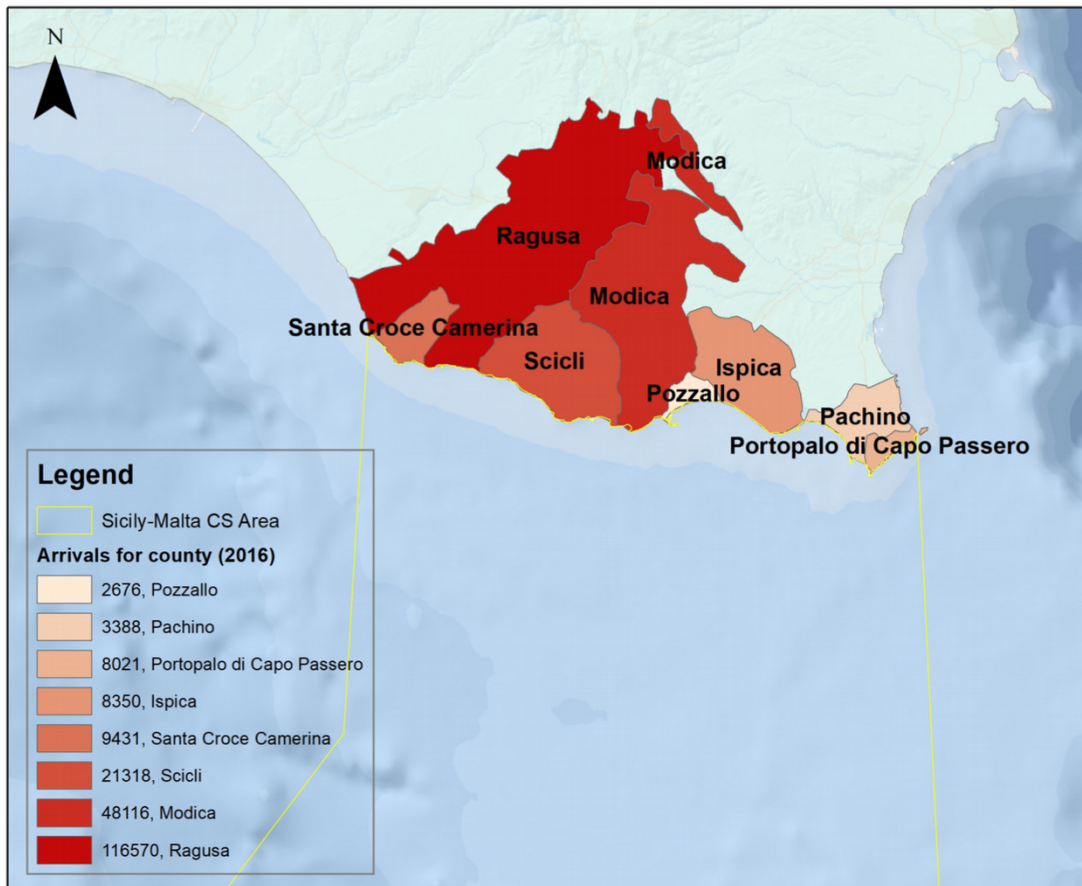 N
Modica
Ragusa
Modica
Santa Croce Camerina
Scicli
Ispica
Pozzallo
Pachino
Portopalo di Capo Passero
Legend
Sicily-Malta CS Area
Arrivals for county (2016)
2676, Pozzallo
3388, Pachino
8021, Portopalo di Capo Passero
8350, Ispica
9431, Santa Croce Camerina
21318, Scicli
48116, Modica
116570, Ragusa